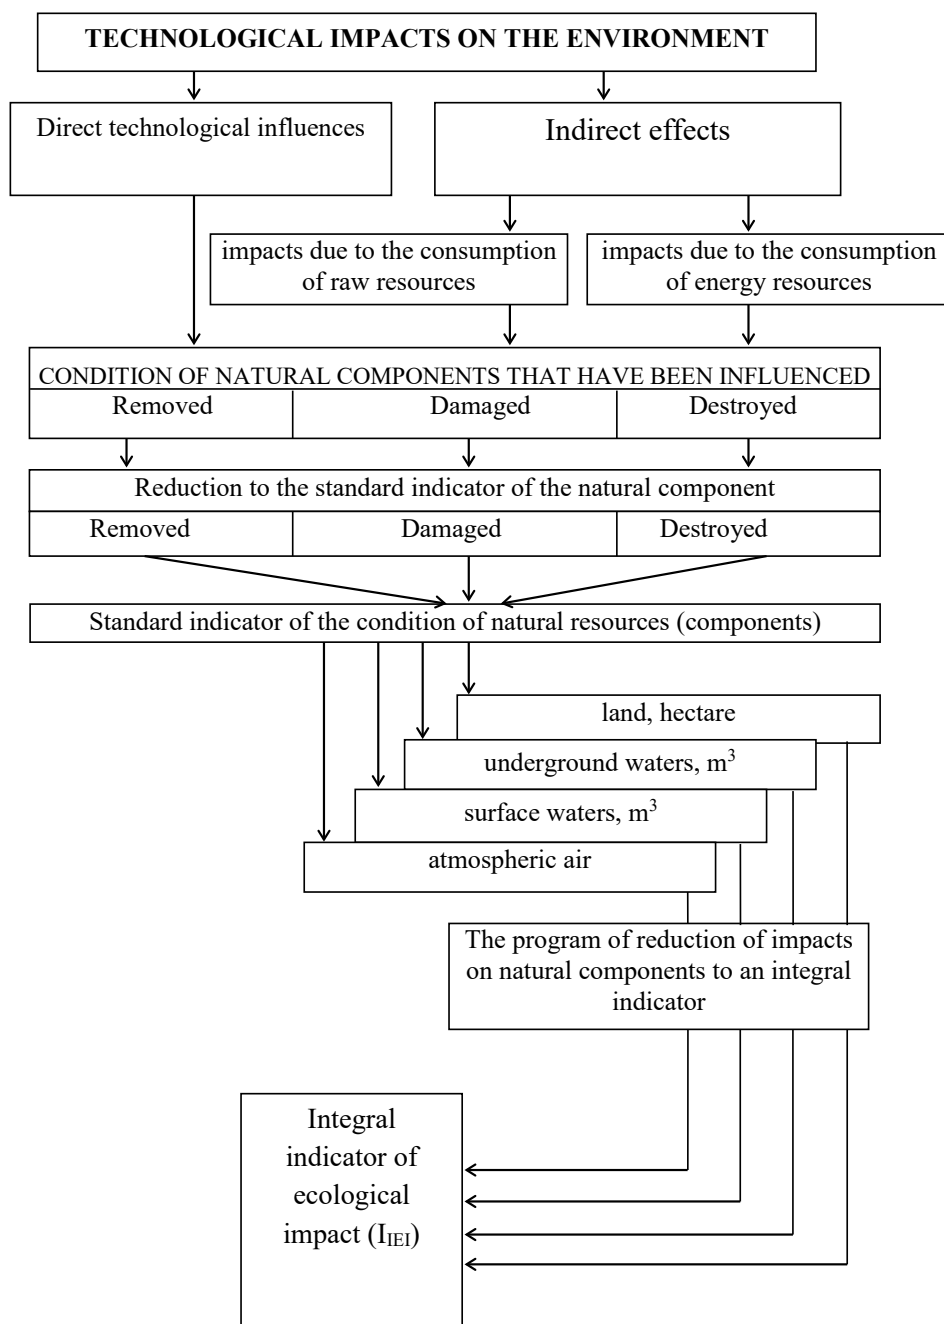 TECHNOLOGICAL IMPACTS ON THE ENVIRONMENT
Direct technological influences
Indirect effects
impacts due to the consumption
of raw resources
impacts due to the consumption
of energy resources
CONDITION OF NATURAL COMPONENTS THAT HAVE BEEN INFLUENCED
Removed
Damaged
Destroyed
Reduction to the standard indicator of the natural component
Removed
Damaged
Destroyed
Standard indicator of the condition of natural resources (components)
land, hectare
underground waters, m³
surface waters, m³
atmospheric air
The program of reduction of impacts
on natural components to an integral
indicator
Integral
indicator of
ecological
impact (I_IEI)